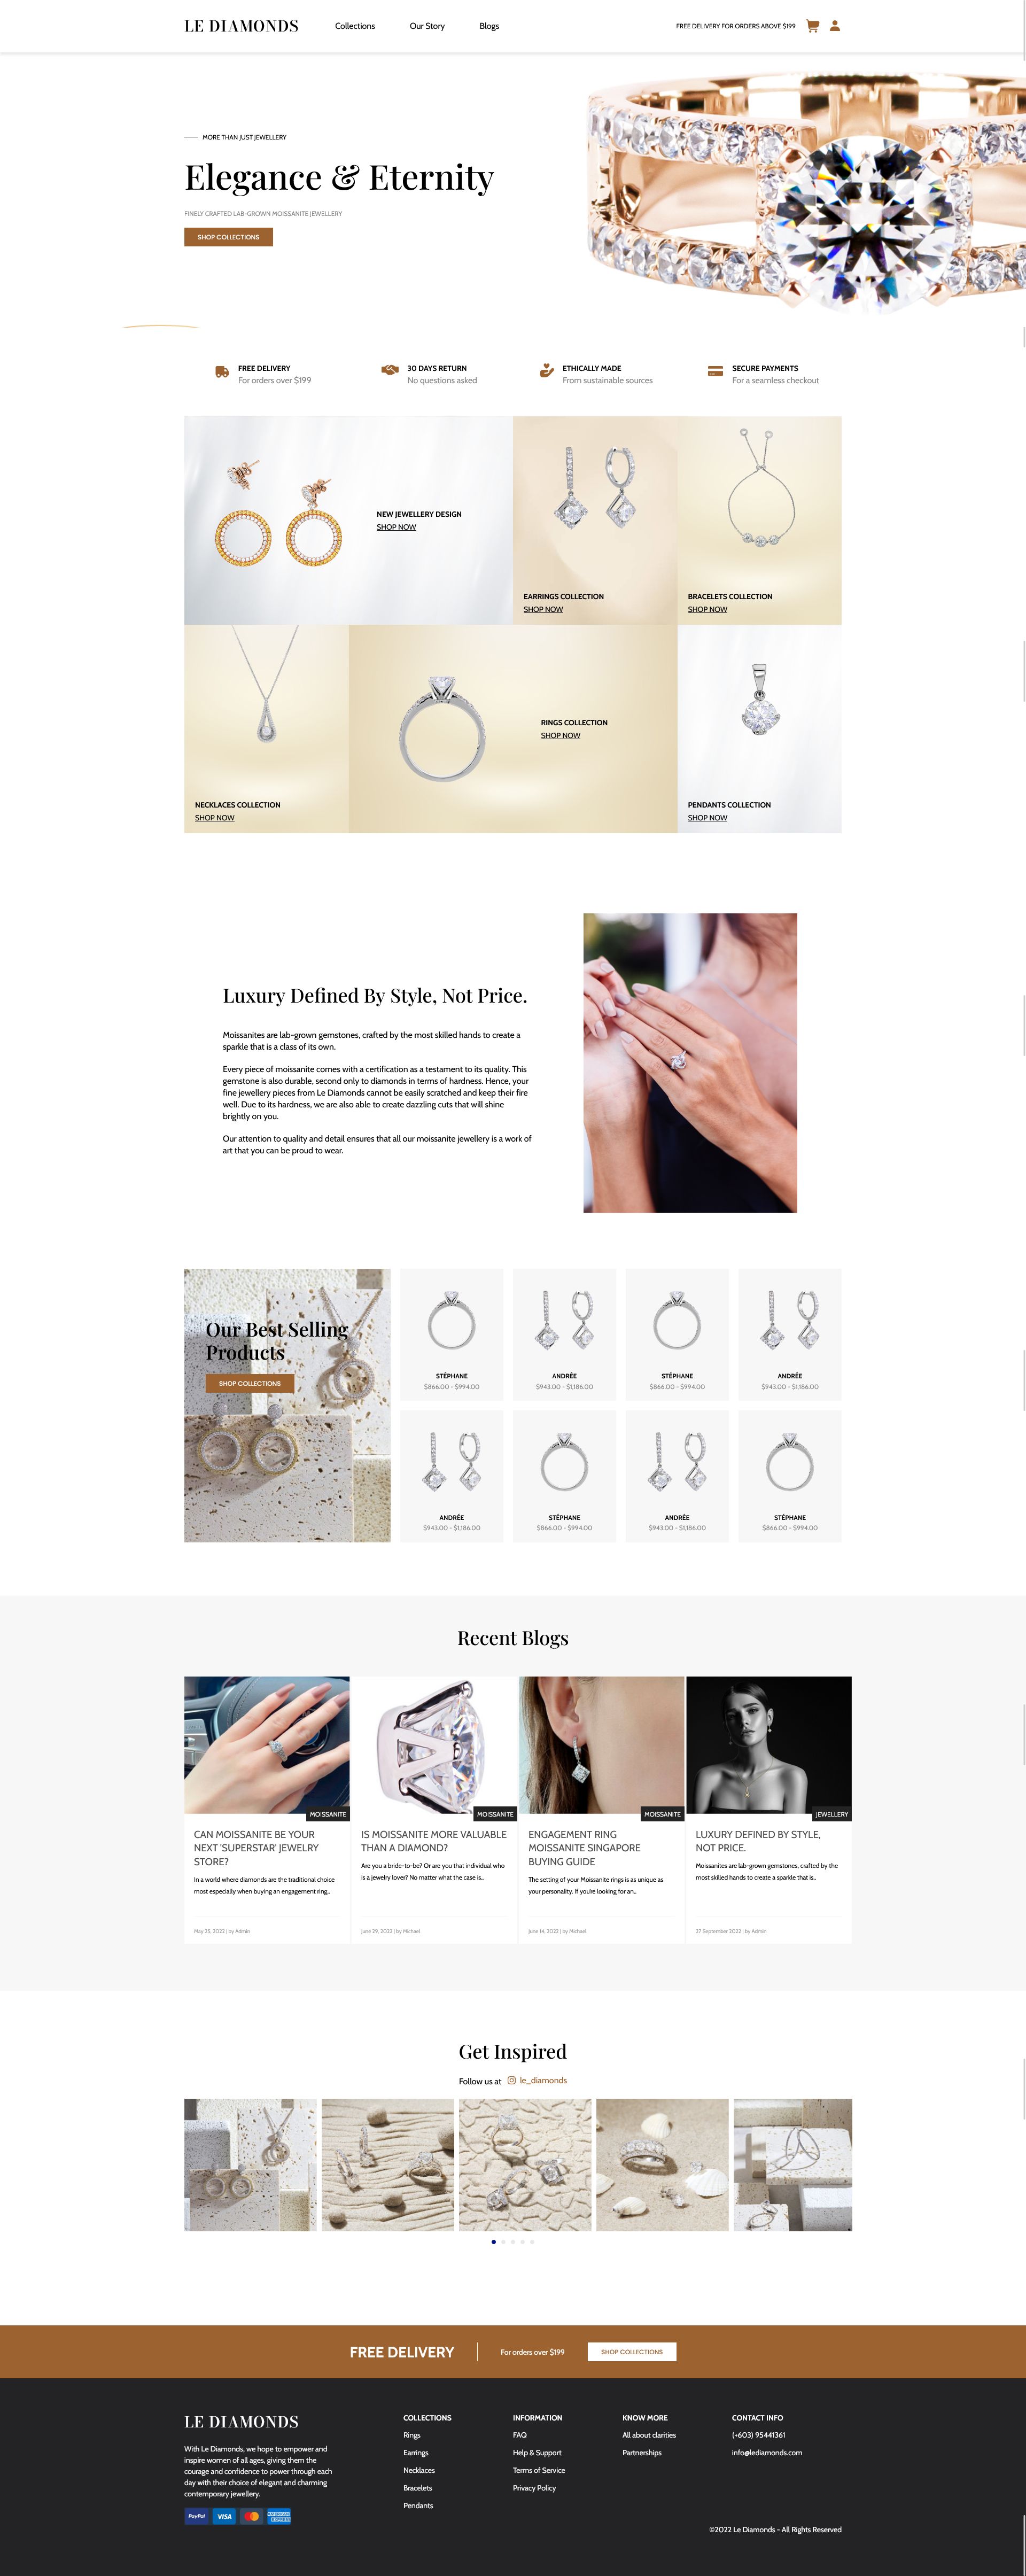 LE DIAMONDS
Collections
Our Story
Blogs
FREE DELIVERY FOR ORDERS ABOVE $199
MORE THAN JUST JEWELLERY
Elegance & Eternity
FINELY CRAFTED LAB-GROWN MOISSANITE JEWELLERY
SHOP COLLECTIONS
FREE DELIVERY
For orders over $199
30 DAYS RETURN
No questions asked
ETHICALLY MADE
From sustainable sources
SECURE PAYMENTS
For a seamless checkout
NEW JEWELLERY DESIGN
SHOP NOW
EARRINGS COLLECTION
SHOP NOW
BRACELETS COLLECTION
SHOP NOW
NECKLACES COLLECTION
SHOP NOW
RINGS COLLECTION
SHOP NOW
PENDANTS COLLECTION
SHOP NOW
Luxury Defined By Style, Not Price.
Moissanites are lab-grown gemstones, crafted by the most skilled hands to create a
sparkle that is a class of its own.
Every piece of moissanite comes with a certification as a testament to its quality. This
gemstone is also durable, second only to diamonds in terms of hardness. Hence, your
fine jewellery pieces from Le Diamonds cannot be easily scratched and keep their fire
well. Due to its hardness, we are also able to create dazzling cuts that will shine
brightly on you.
Our attention to quality and detail ensures that all our moissanite jewellery is a work of
art that you can be proud to wear.
Our Best Selling
Products
SHOP COLLECTIONS
STÉPHANE
$866.00 - $994.00
ANDRÉE
$943.00 - $1,186.00
STÉPHANE
$866.00 - $994.00
ANDRÉE
$943.00 - $1,186.00
ANDRÉE
$943.00 - $1,186.00
STÉPHANE
$866.00 - $994.00
ANDRÉE
$943.00 - $1,186.00
STÉPHANE
$866.00 - $994.00
Recent Blogs
MOISSANITE
CAN MOISSANITE BE YOUR
NEXT 'SUPERSTAR' JEWELRY
STORE?
In a world where diamonds are the traditional choice
most especially when buying an engagement ring,.
May 25, 2022 | by Admin
MOISSANITE
IS MOISSANITE MORE VALUABLE
THAN A DIAMOND?
Are you a bride-to-be? Or are you that individual who
is a jewelry lover? No matter what the case is..
June 29, 2022 | by Michael
MOISSANITE
ENGAGEMENT RING
MOISSANITE SINGAPORE
BUYING GUIDE
The setting of your Moissanite rings is as unique as
your personality. If you're looking for an..
June 14, 2022 | by Michael
JEWELLERY
LUXURY DEFINED BY STYLE,
NOT PRICE.
Moissanites are lab-grown gemstones, crafted by the
most skilled hands to create a sparkle that is..
27 September 2022 | by Admin
Get Inspired
Follow us at le_diamonds
FREE DELIVERY
For orders over $199
SHOP COLLECTIONS
LE DIAMONDS
With Le Diamonds, we hope to empower and
inspire women of all ages, giving them the
courage and confidence to power through each
day with their choice of elegant and charming
contemporary jewellery.
PayPal
VISA
AMERICAN
EXPRESS
COLLECTIONS
Rings
Earrings
Necklaces
Bracelets
Pendants
INFORMATION
FAQ
Help & Support
Terms of Service
Privacy Policy
KNOW MORE
All about clarities
Partnerships
CONTACT INFO
(+603) 95441361
info@lediamonds.com
©2022 Le Diamonds - All Rights Reserved